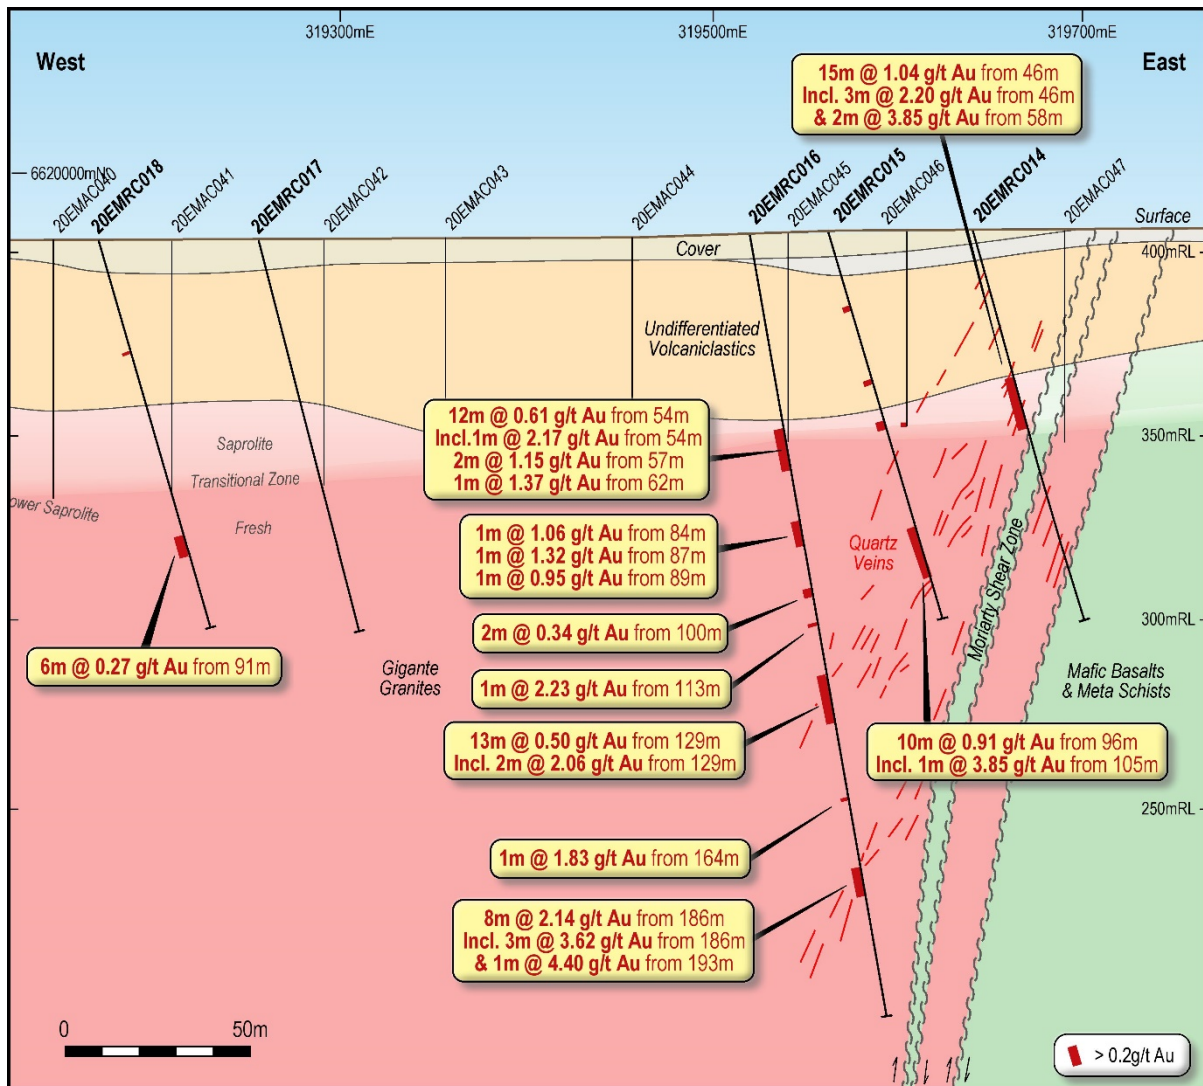 319300mE
319500mE
319700mE
West
East
15m @ 1.04 g/t Au from 46m
Incl. 3m @ 2.20 g/t Au from 46m
& 2m @ 3.85 g/t Au from 58m
6620000mN
20EMAC040
20EMRC018
20EMAC041
20EMRC017
20EMAC042
20EMAC043
20EMAC044
20EMRC016
20EMAC045
20EMRC015
20EMAC046
20EMRC014
20EMAC047
Surface
Cover
400mRL
Undifferentiated
Volcaniclastics
12m @ 0.61 g/t Au from 54m
Incl.1m @ 2.17 g/t Au from 54m
2m @ 1.15 g/t Au from 57m
1m @ 1.37 g/t Au from 62m
350mRL
Saprolite
Transitional Zone
ower Saprolite
Fresh
1m @ 1.06 g/t Au from 84m
1m @ 1.32 g/t Au from 87m
1m @ 0.95 g/t Au from 89m
Quartz
Veins
Moriarty Shear Zone
2m @ 0.34 g/t Au from 100m
300mRL
6m @ 0.27 g/t Au from 91m
Gigante
Granites
1m @ 2.23 g/t Au from 113m
Mafic Basalts
& Meta Schists
13m @ 0.50 g/t Au from 129m
Incl. 2m @ 2.06 g/t Au from 129m
10m @ 0.91 g/t Au from 96m
Incl. 1m @ 3.85 g/t Au from 105m
250mRL
1m @ 1.83 g/t Au from 164m
8m @ 2.14 g/t Au from 186m
Incl. 3m @ 3.62 g/t Au from 186m
& 1m @ 4.40 g/t Au from 193m
0
50m
> 0.2g/t Au